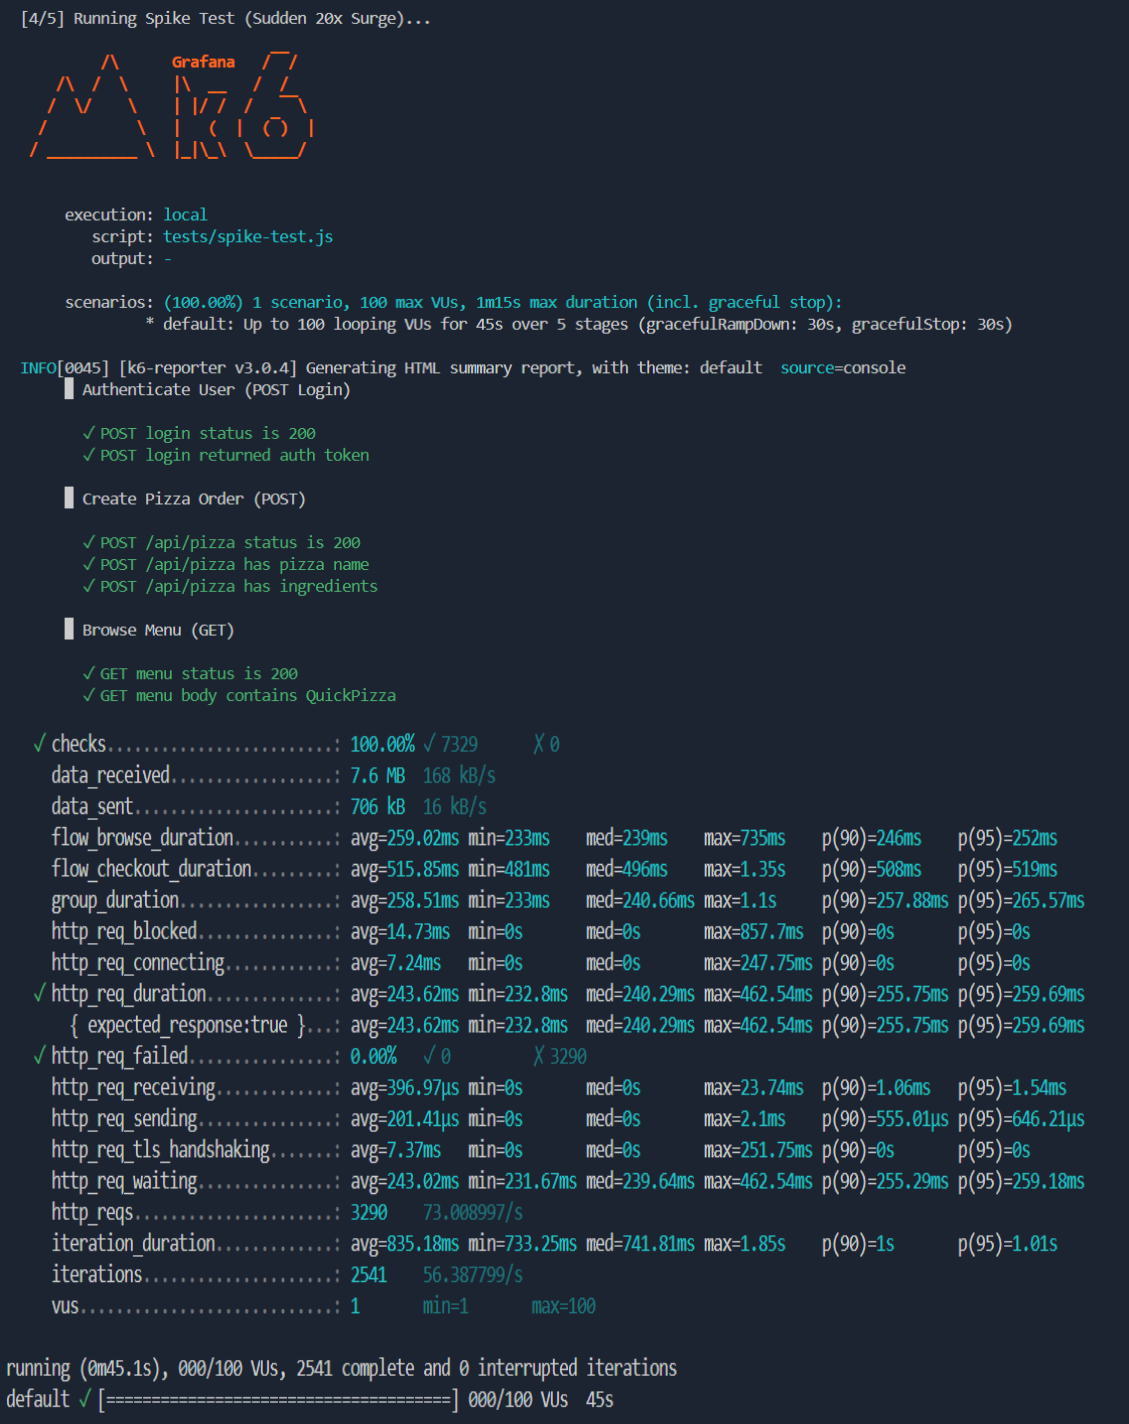 [4/5] Running Spike Test (Sudden 20x Surge)...
Grafana
execution: local
script: tests/spike-test.js
output: -
scenarios: (100.00%) 1 scenario, 100 max VUs, 1m15s max duration (incl. graceful stop):
* default: Up to 100 looping VUs for 45s over 5 stages (gracefulRampDown: 30s, gracefulStop: 30s)
INFO[0045] [k6-reporter v3.0.4] Generating HTML summary report, with theme: default  source=console
█ Authenticate User (POST Login)
✓ POST login status is 200
✓ POST login returned auth token
█ Create Pizza Order (POST)
✓ POST /api/pizza status is 200
✓ POST /api/pizza has pizza name
✓ POST /api/pizza has ingredients
█ Browse Menu (GET)
✓ GET menu status is 200
✓ GET menu body contains QuickPizza
✓ checks.........................: 100.00% ✓ 7329 ✗ 0
data_received..................: 7.6 MB 168 kB/s
data_sent......................: 706 kB 16 kB/s
flow_browse_duration...........: avg=259.02ms min=233ms med=239ms max=735ms p(90)=246ms p(95)=252ms
flow_checkout_duration.........: avg=515.85ms min=481ms med=496ms max=1.35s p(90)=508ms p(95)=519ms
group_duration.................: avg=258.51ms min=233ms med=240.66ms max=1.1s p(90)=257.88ms p(95)=265.57ms
http_req_blocked...............: avg=14.73ms min=0s med=0s max=857.7ms p(90)=0s p(95)=0s
http_req_connecting............: avg=7.24ms min=0s med=0s max=247.75ms p(90)=0s p(95)=0s
✓ http_req_duration..............: avg=243.62ms min=232.8ms med=240.29ms max=462.54ms p(90)=255.75ms p(95)=259.69ms
{ expected_response:true }...: avg=243.62ms min=232.8ms med=240.29ms max=462.54ms p(90)=255.75ms p(95)=259.69ms
✓ http_req_failed................: 0.00% ✓ 0 ✗ 3290
http_req_receiving.............: avg=396.97µs min=0s med=0s max=23.74ms p(90)=1.06ms p(95)=1.54ms
http_req_sending...............: avg=201.41µs min=0s med=0s max=2.1ms p(90)=555.01µs p(95)=646.21µs
http_req_tls_handshaking.......: avg=7.37ms min=0s med=0s max=251.75ms p(90)=0s p(95)=0s
http_req_waiting...............: avg=243.02ms min=231.67ms med=239.64ms max=462.54ms p(90)=255.29ms p(95)=259.18ms
http_reqs......................: 3290 73.008997/s
iteration_duration.............: avg=835.18ms min=733.25ms med=741.81ms max=1.85s p(90)=1s p(95)=1.01s
iterations.....................: 2541 56.387799/s
vus............................: 1 min=1 max=100
running (0m45.1s), 000/100 VUs, 2541 complete and 0 interrupted iterations
default ✓ [======================================] 000/100 VUs  45s